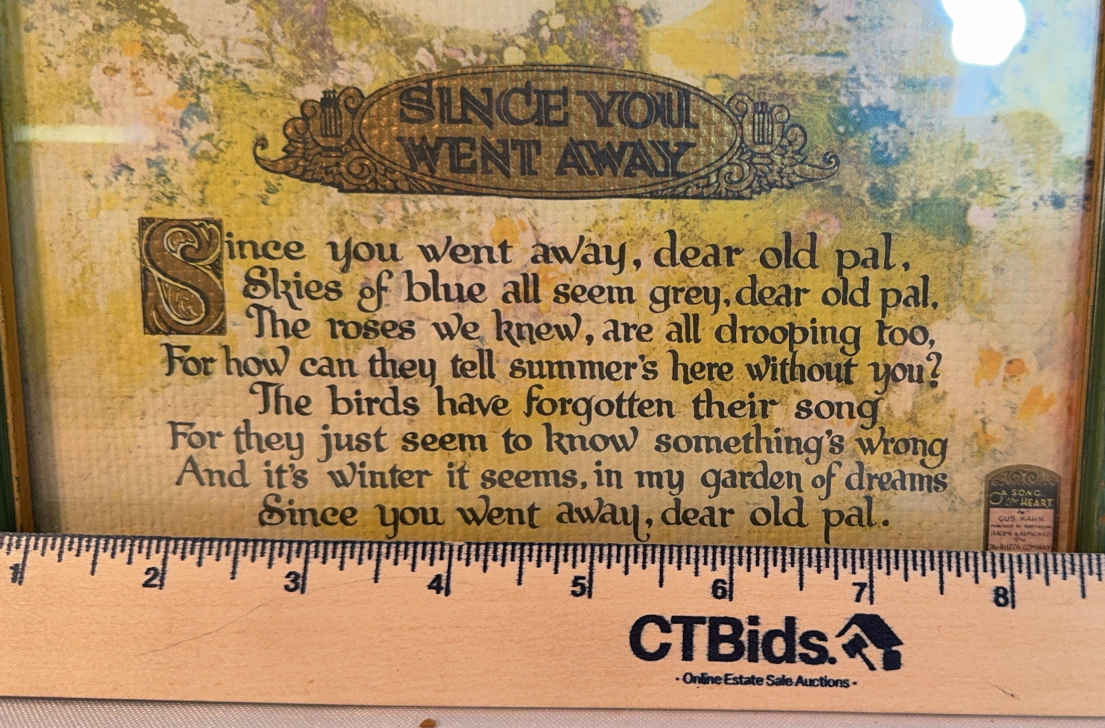 SINCE YOU
WENT AWAY
Since you went away, dear old pal,
Skies of blue all seem grey, dear old pal,
The roses we knew, are all drooping too,
For how can they tell summer's here without you?
The birds have forgotten their song
For they just seem to know something's wrong
And it's winter it seems, in my garden of dreams
Since you went away, dear old pal.
A SONG
of the HEART
by
GUS KAHN
1 2 3 4 5 6 7 8
CTBids.
· Online Estate Sale Auctions ·